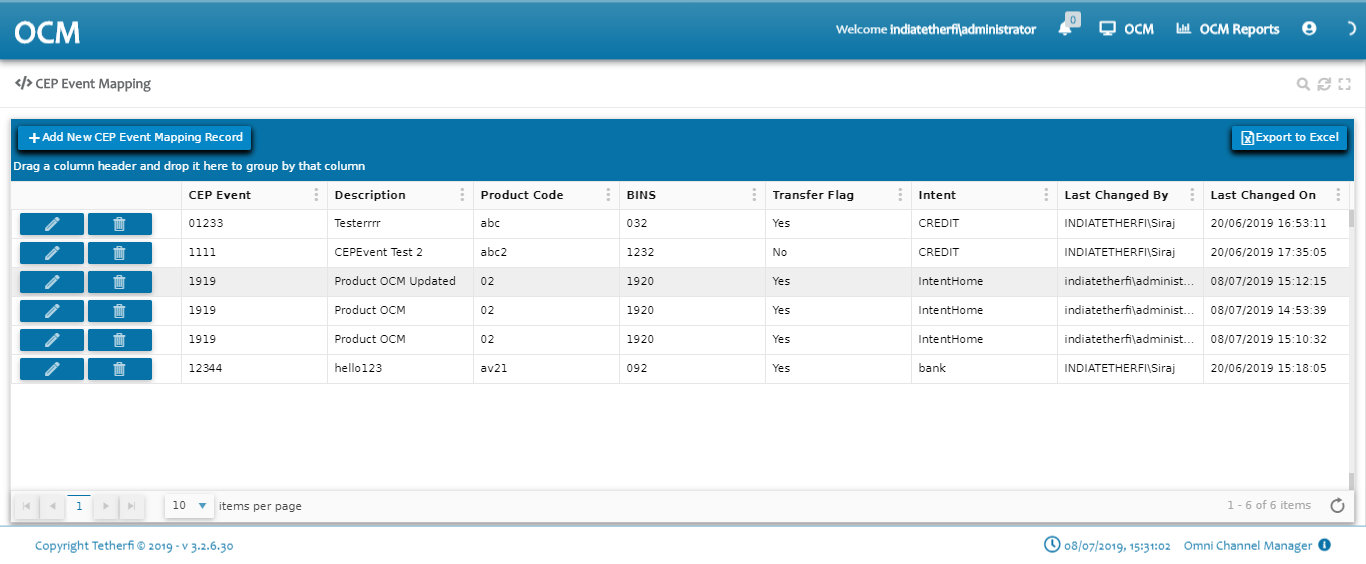 OCM
Welcome indiatetherfi\administrator 0 OCM OCM Reports
</> CEP Event Mapping
+ Add New CEP Event Mapping Record Export to Excel
Drag a column header and drop it here to group by that column
CEP Event Description Product Code BINS Transfer Flag Intent Last Changed By Last Changed On
01233 Testerrrr abc 032 Yes CREDIT INDIATETHERFI\Siraj 20/06/2019 16:53:11
1111 CEPEvent Test 2 abc2 1232 No CREDIT INDIATETHERFI\Siraj 20/06/2019 17:35:05
1919 Product OCM Updated 02 1920 Yes IntentHome indiatetherfi\administ... 08/07/2019 15:12:15
1919 Product OCM 02 1920 Yes IntentHome indiatetherfi\administ... 08/07/2019 14:53:39
1919 Product OCM 02 1920 Yes IntentHome indiatetherfi\administ... 08/07/2019 15:10:32
12344 hello123 av21 092 Yes bank INDIATETHERFI\Siraj 20/06/2019 15:18:05
1 10 items per page 1 - 6 of 6 items
Copyright Tetherfi © 2019 - v 3.2.6.30 08/07/2019, 15:31:02 Omni Channel Manager